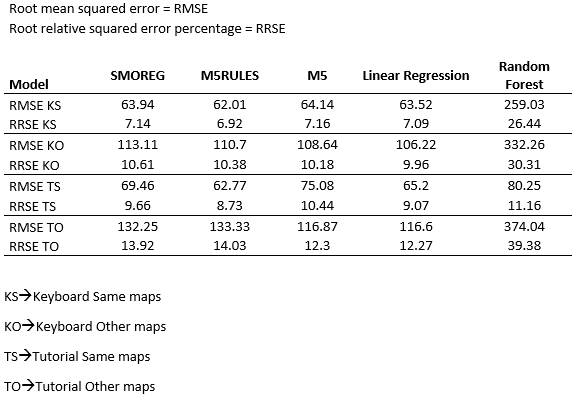 Root mean squared error = RMSE
Root relative squared error percentage = RRSE
Model SMOREG M5RULES M5 Linear Regression Random Forest
RMSE KS 63.94 62.01 64.14 63.52 259.03
RRSE KS 7.14 6.92 7.16 7.09 26.44
RMSE KO 113.11 110.7 108.64 106.22 332.26
RRSE KO 10.61 10.38 10.18 9.96 30.31
RMSE TS 69.46 62.77 75.08 65.2 80.25
RRSE TS 9.66 8.73 10.44 9.07 11.16
RMSE TO 132.25 133.33 116.87 116.6 374.04
RRSE TO 13.92 14.03 12.3 12.27 39.38
KS→Keyboard Same maps
KO→Keyboard Other maps
TS→Tutorial Same maps
TO→Tutorial Other maps